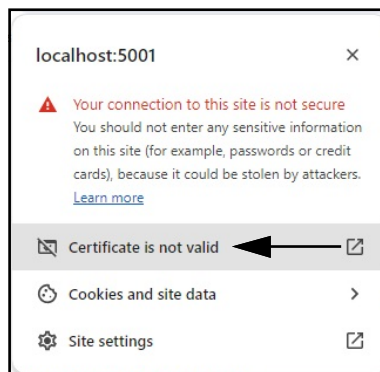 localhost:5001
Your connection to this site is not secure
You should not enter any sensitive information
on this site (for example, passwords or credit
cards), because it could be stolen by attackers.
Learn more
Certificate is not valid
Cookies and site data
Site settings